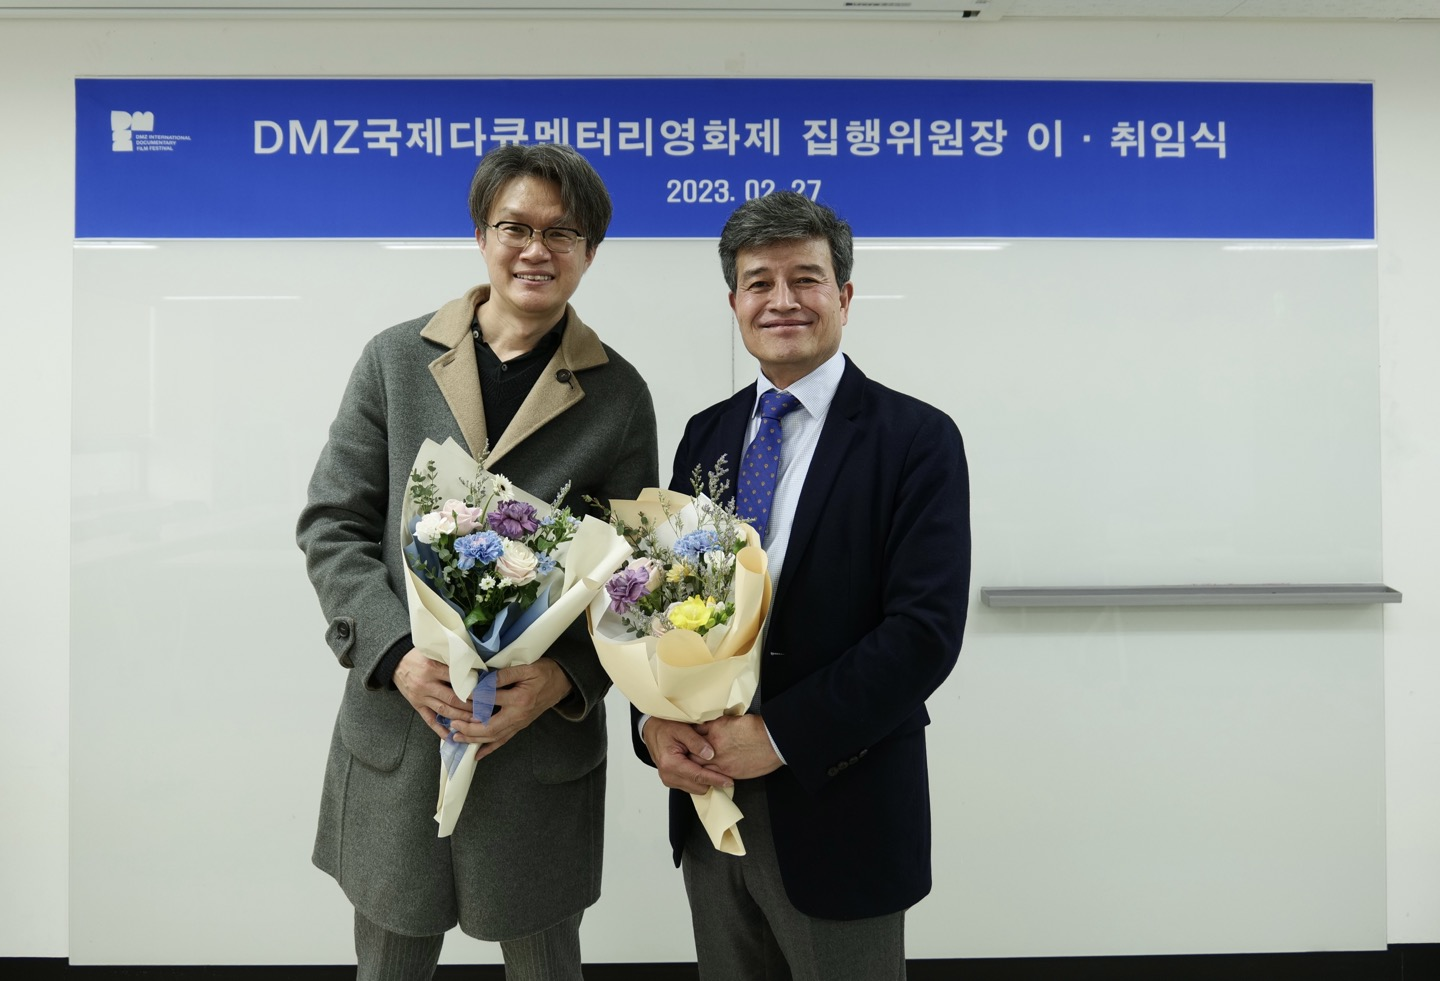 DMZ
DMZ INTERNATIONAL
DOCUMENTARY
FILM FESTIVAL
DMZ국제다큐멘터리영화제 집행위원장 이 · 취임식
2023. 02. 27